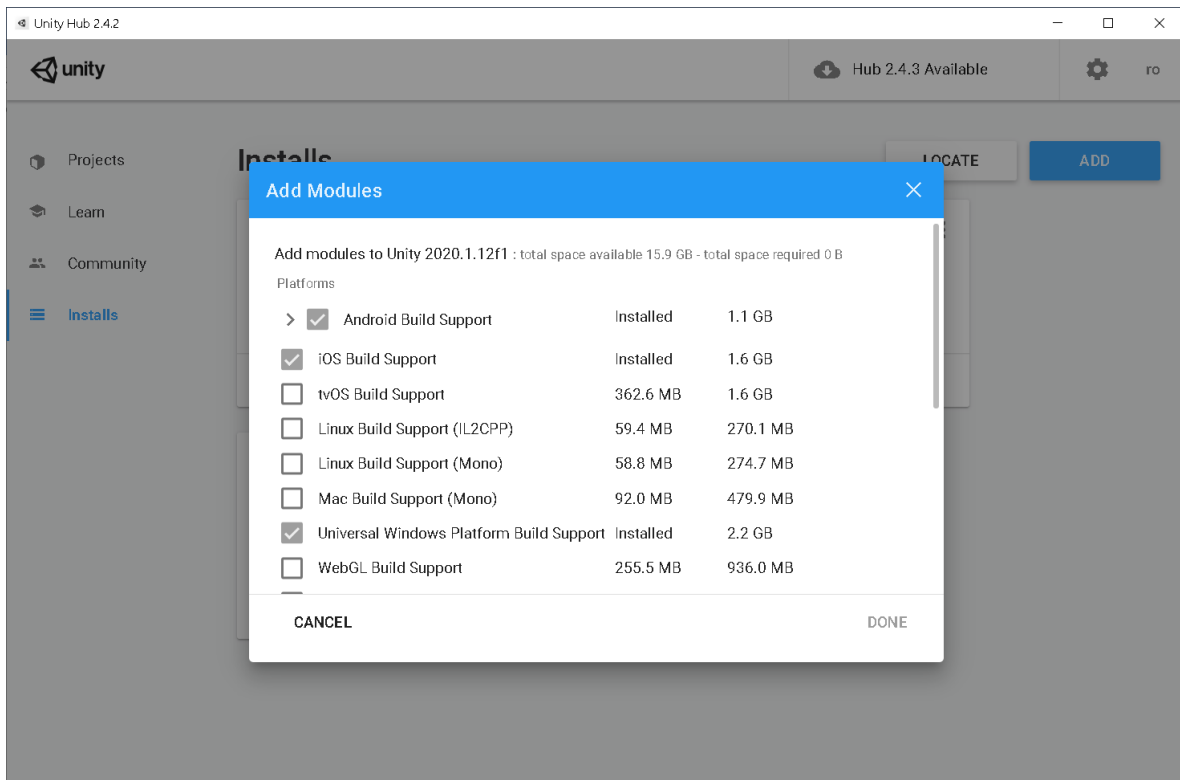 Unity Hub 2.4.2
unity
Hub 2.4.3 Available
ro
Projects
Learn
Community
Installs
Installs
LOCATE
ADD
Add Modules
Add modules to Unity 2020.1.12f1 : total space available 15.9 GB - total space required 0 B
Platforms
Android Build Support Installed 1.1 GB
iOS Build Support Installed 1.6 GB
tvOS Build Support 362.6 MB 1.6 GB
Linux Build Support (IL2CPP) 59.4 MB 270.1 MB
Linux Build Support (Mono) 58.8 MB 274.7 MB
Mac Build Support (Mono) 92.0 MB 479.9 MB
Universal Windows Platform Build Support Installed 2.2 GB
WebGL Build Support 255.5 MB 936.0 MB
CANCEL
DONE